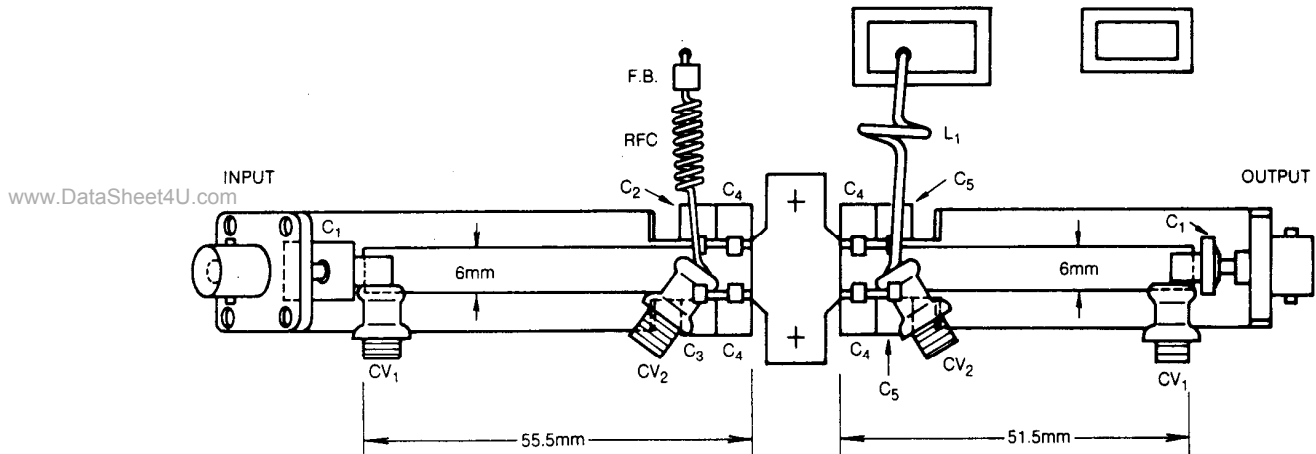 F.B.
RFC
L1
www.DataSheet4U.com
INPUT
OUTPUT
C2 C4
C4 C5
C1
C1
6mm
6mm
CV1
CV2
C3 C4
C4
C5
CV2
CV1
55.5mm
51.5mm